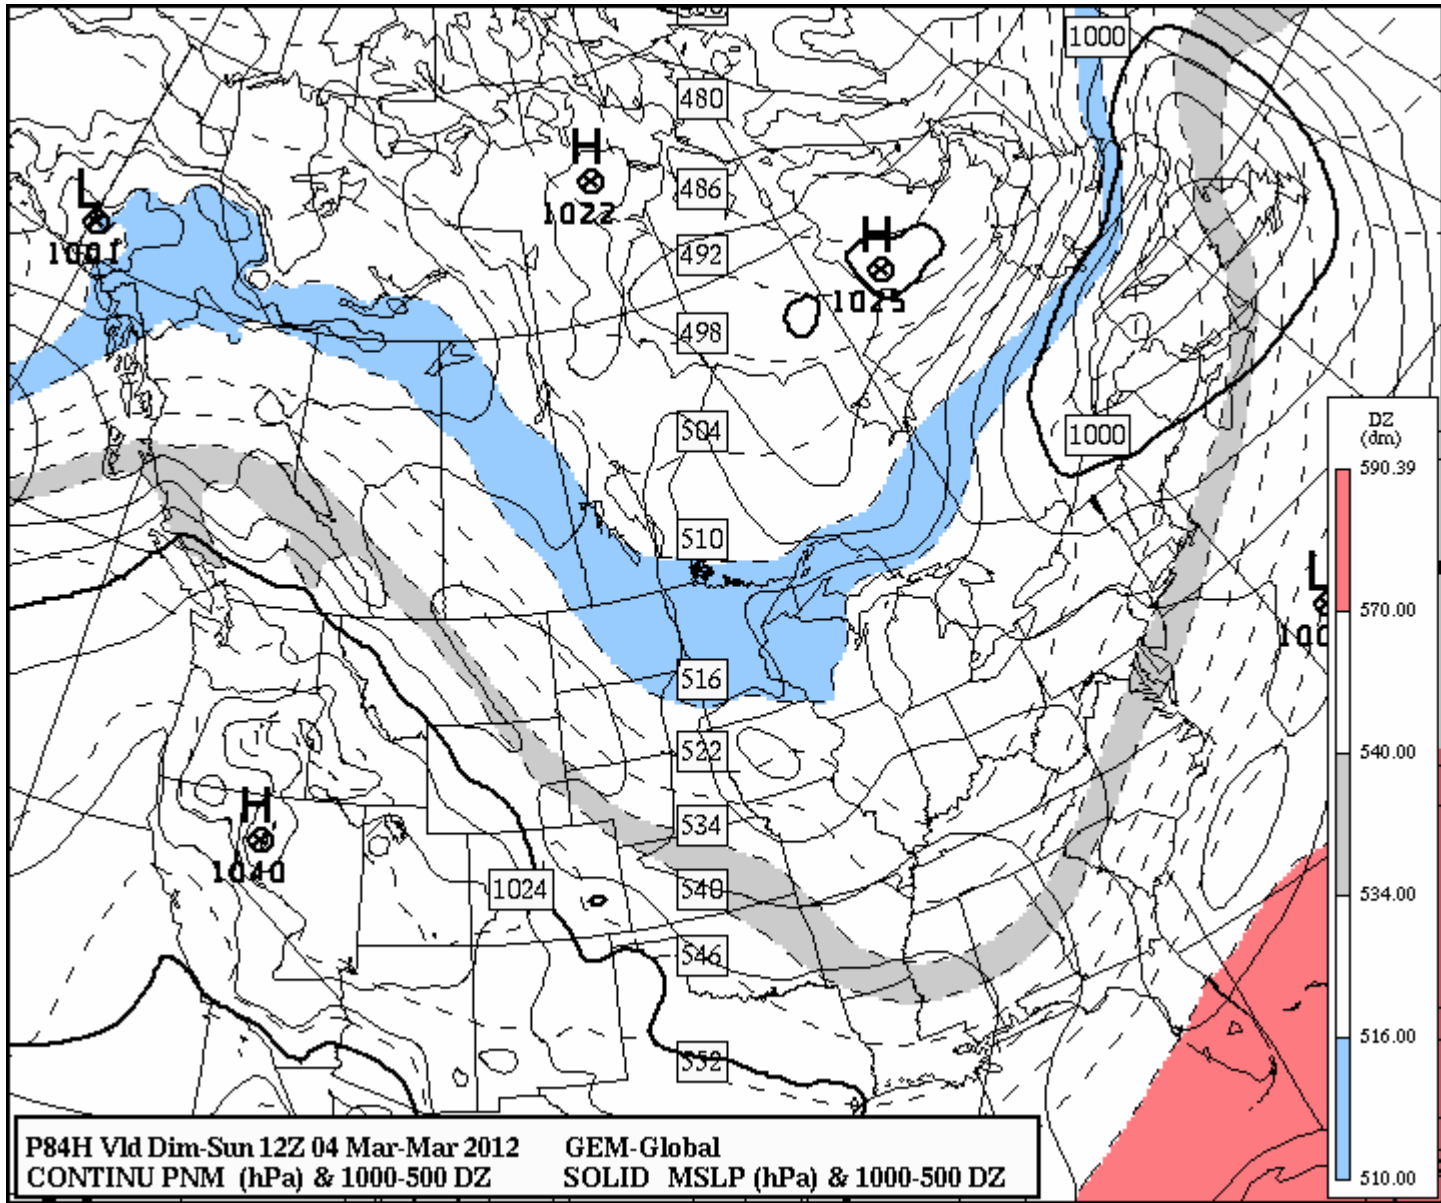 1000
480
H
1022
486
L
1001
492
H
1025
498
504
1000
DZ
(dm)
590.39
510
570.00
L
516
522
540.00
H
1040
534
1024
540
534.00
546
516.00
552
P84H Vld Dim-Sun 12Z 04 Mar-Mar 2012 GEM-Global
CONTINU PNM (hPa) & 1000-500 DZ SOLID MSLP (hPa) & 1000-500 DZ
510.00